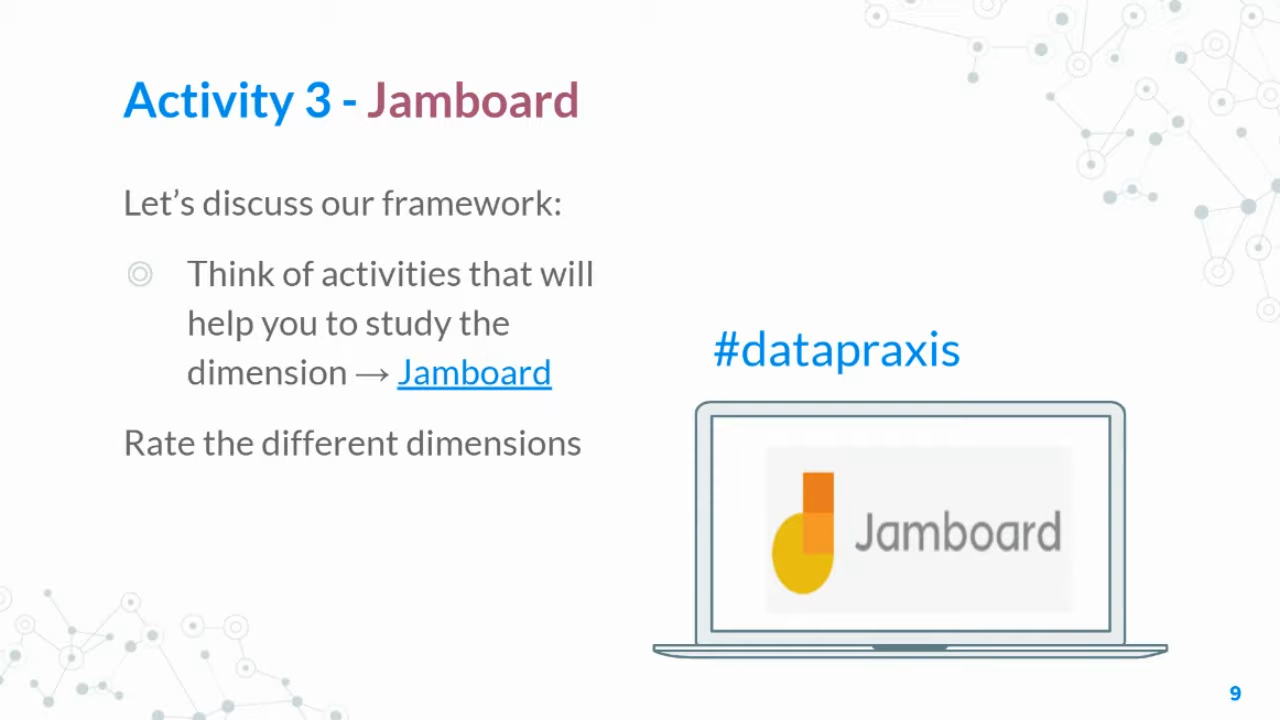 Activity 3 - Jamboard
Let’s discuss our framework:
Think of activities that will
help you to study the
dimension → Jamboard
Rate the different dimensions
#datapraxis
Jamboard
9